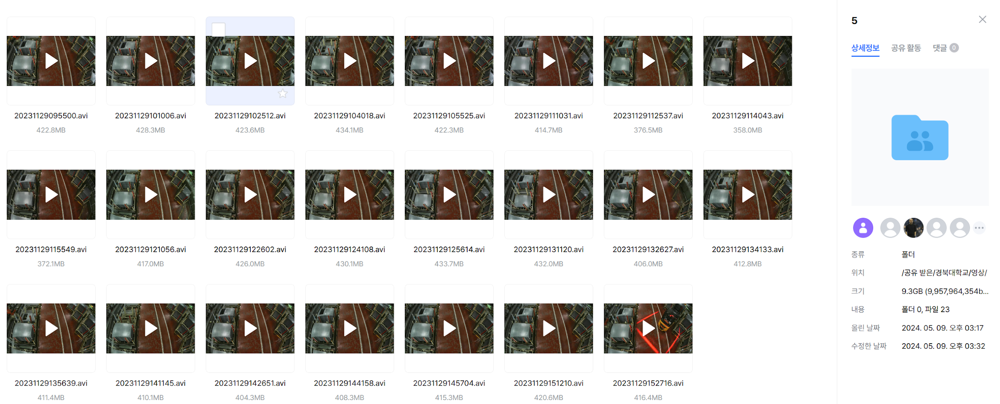 20231129095500.avi
422.8MB
20231129101006.avi
428.3MB
20231129102512.avi
423.6MB
20231129104018.avi
434.1MB
20231129105525.avi
422.3MB
20231129111031.avi
414.7MB
20231129112537.avi
376.5MB
20231129114043.avi
358.0MB
20231129115549.avi
372.1MB
20231129121056.avi
417.0MB
20231129122602.avi
426.0MB
20231129124108.avi
430.1MB
20231129125614.avi
433.7MB
20231129131120.avi
432.0MB
20231129132627.avi
406.0MB
20231129134133.avi
412.8MB
20231129135639.avi
411.4MB
20231129141145.avi
410.1MB
20231129142651.avi
404.3MB
20231129144158.avi
408.3MB
20231129145704.avi
415.3MB
20231129151210.avi
420.6MB
20231129152716.avi
416.4MB
5
상세정보 공유 활동 댓글 0
종류 폴더
위치 /공유 받은/경북대학교/영상/
크기 9.3GB (9,957,964,354b...
내용 폴더 0, 파일 23
올린 날짜 2024. 05. 09. 오후 03:17
수정한 날짜 2024. 05. 09. 오후 03:32